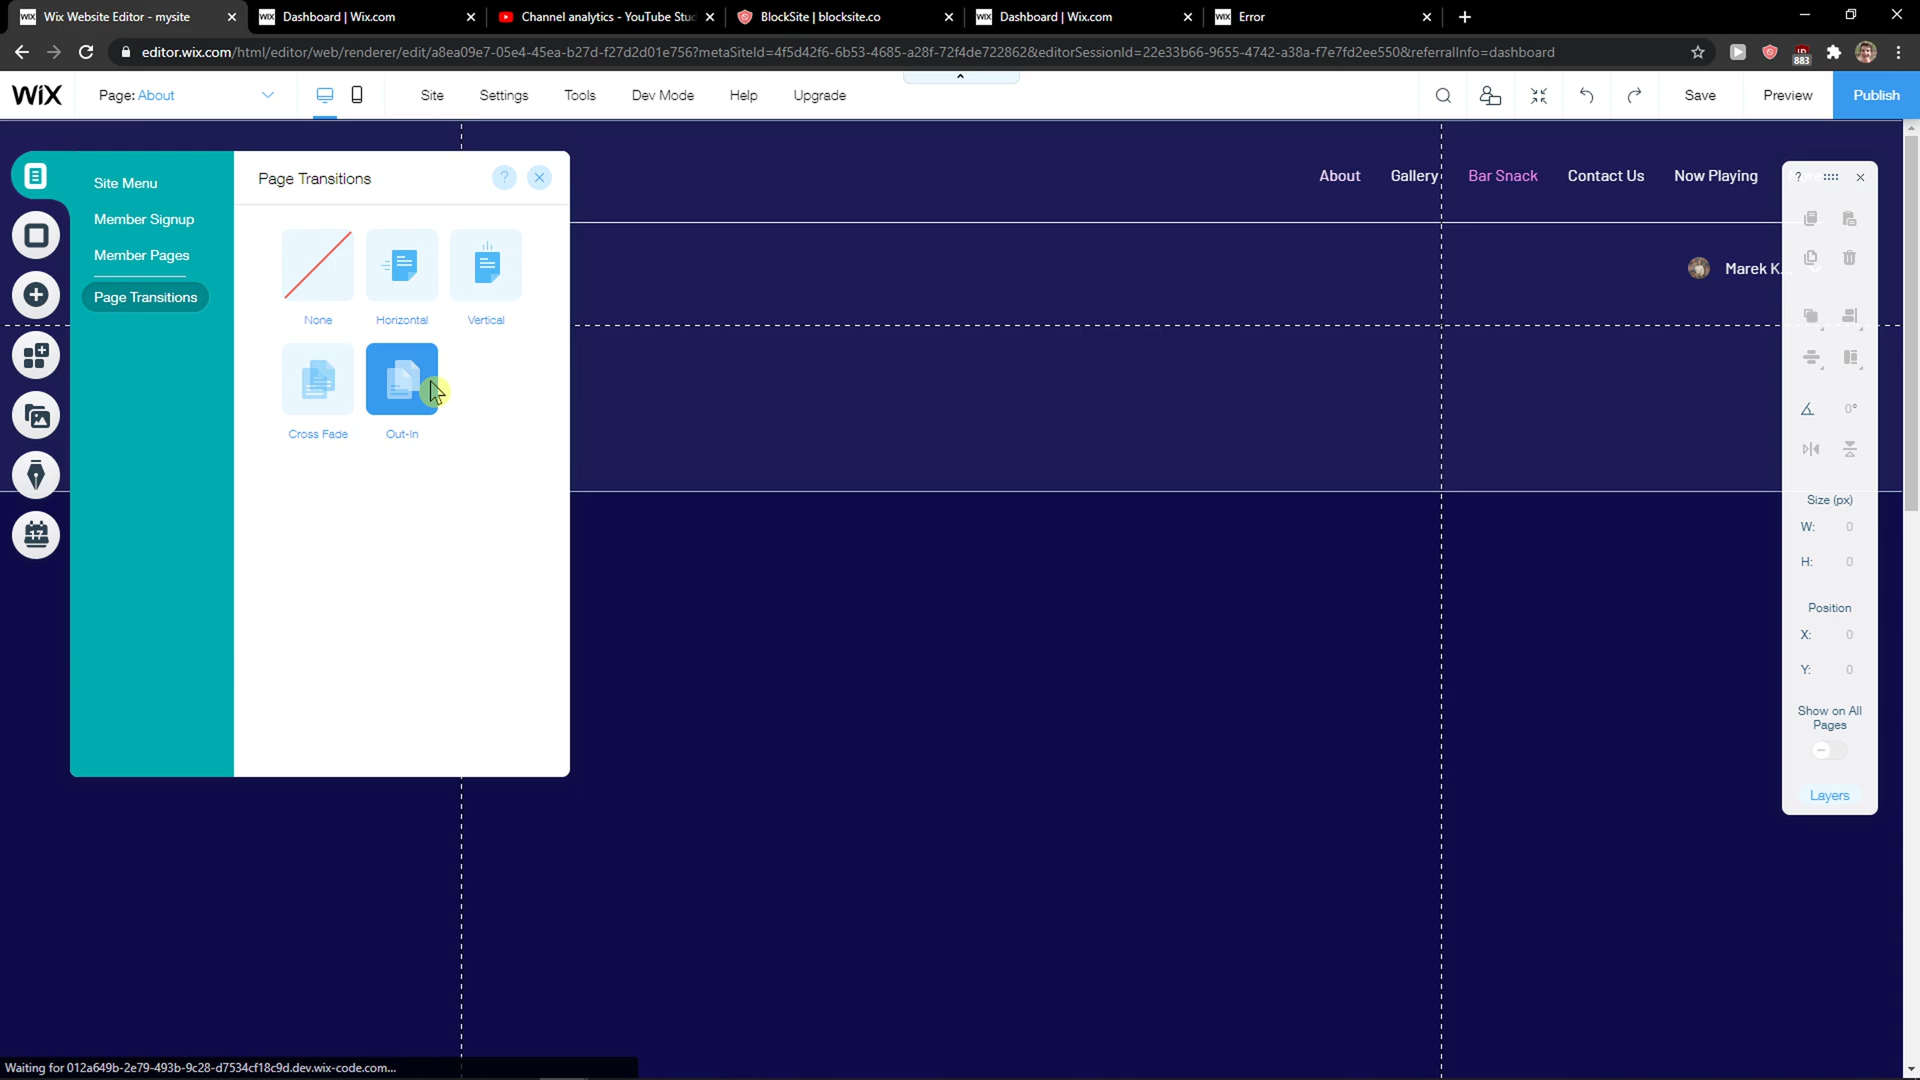 Wix Website Editor - mysite
Dashboard | Wix.com
Channel analytics - YouTube Stud
BlockSite | blocksite.co
Dashboard | Wix.com
Error
editor.wix.com/html/editor/web/renderer/edit/a8ea09e7-05e4-45ea-b27d-f27d2d01e756?metaSiteId=4f5d42f6-6b53-4685-a28f-72f4de722862&editorSessionId=22e33b66-9655-4742-a38a-f7e7fd2ee550&referralInfo=dashboard
883
WiX
Page: About
Site
Settings
Tools
Dev Mode
Help
Upgrade
Save
Preview
Publish
Site Menu
Member Signup
Member Pages
Page Transitions
Page Transitions
?
None
Horizontal
Vertical
Cross Fade
Out-In
17
About
Gallery
Bar Snack
Contact Us
Now Playing
Marek K...
?
0°
Size (px)
W: 0
H: 0
Position
X: 0
Y: 0
Show on All
Pages
Layers
Waiting for 012a649b-2e79-493b-9c28-d7534cf18c9d.dev.wix-code.com...